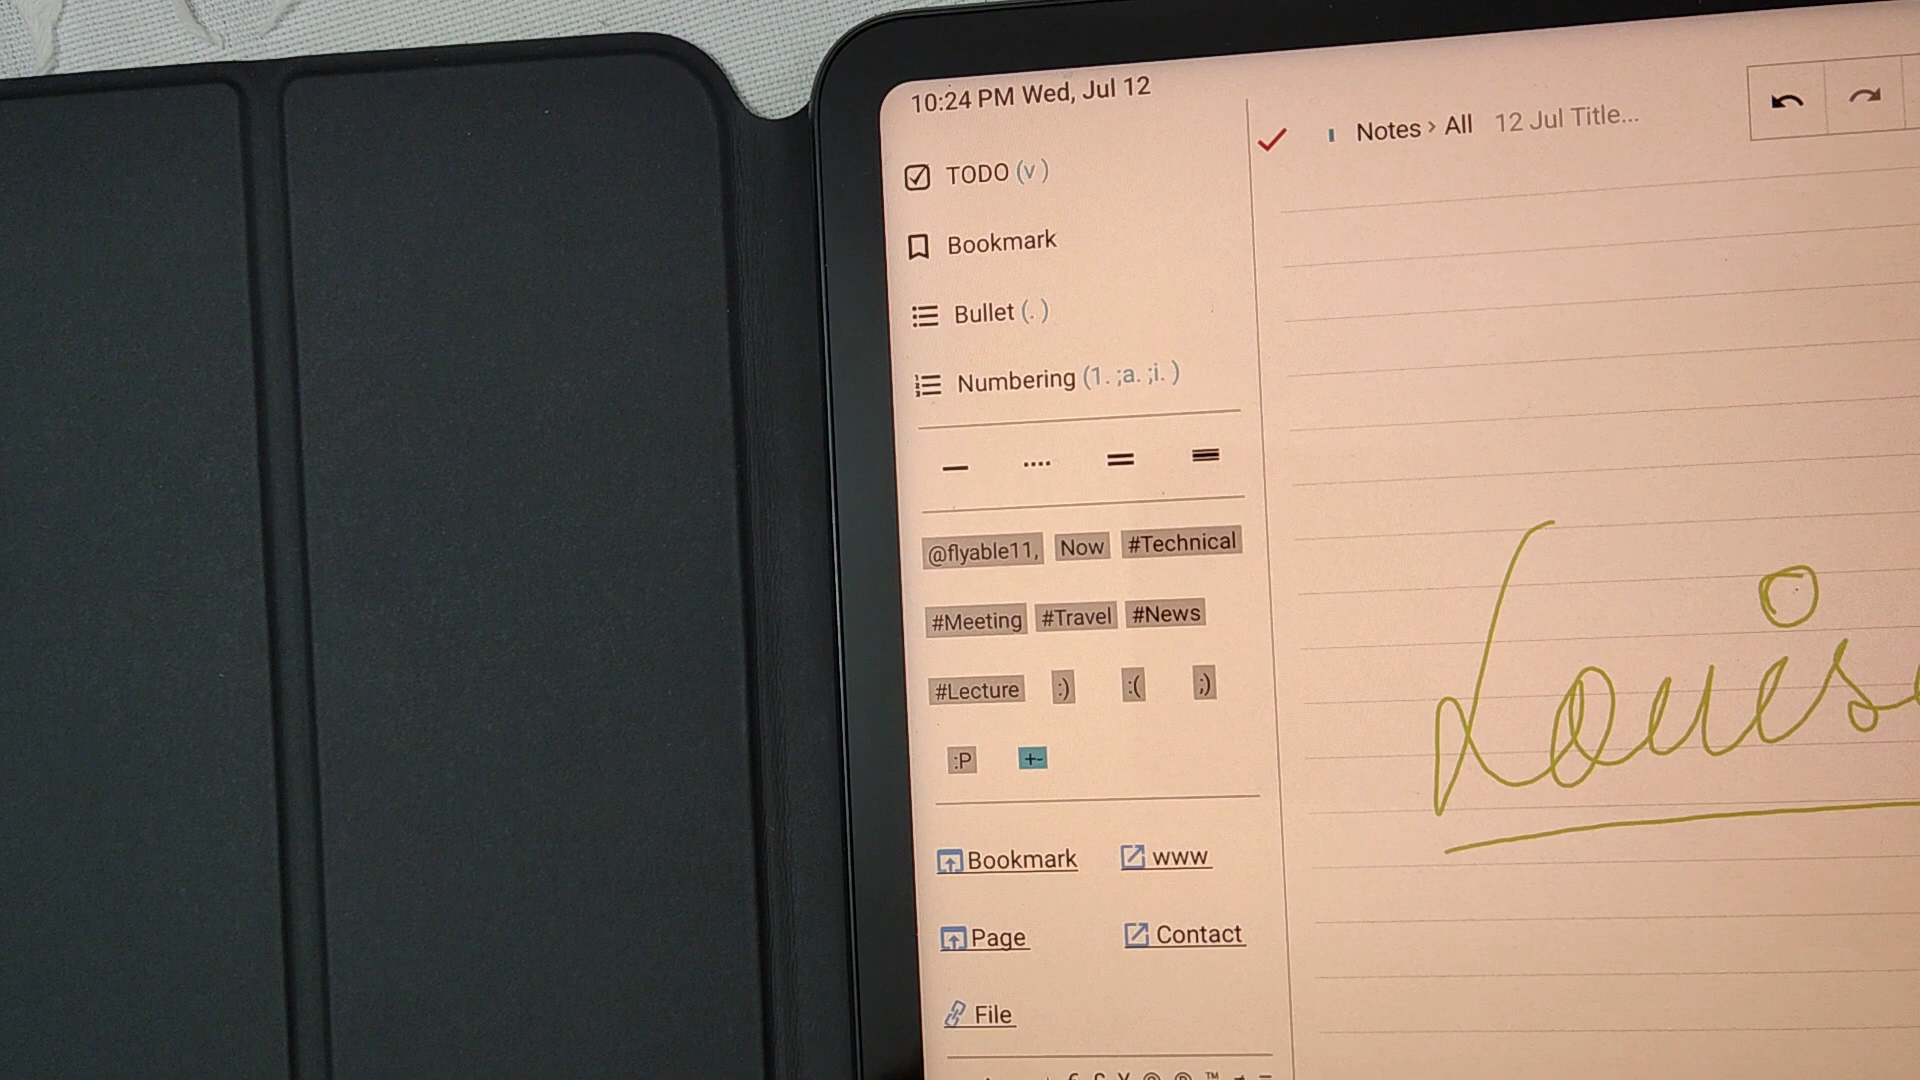 10:24 PM Wed, Jul 12
Notes > All 12 Jul Title...
TODO (v )
Bookmark
Bullet (. )
Numbering (1. ;a. ;i. )
@flyable11, Now #Technical
#Meeting #Travel #News
#Lecture :) :( ;)
:P +-
Bookmark www
Page Contact
File
Louis